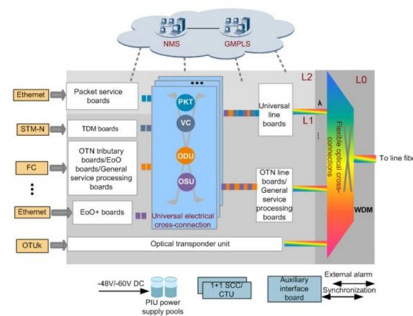 NMS
GMPLS
L2
L0
Ethernet
Packet service
boards
PKT
Universal
line
boards
λ
L1
STM-N
TDM boards
VC
FC
OTN tributary
boards/EoO
boards/General
service processing
boards
ODU
OSU
Flexible optical cross-
connections
To line fib
OTN line
boards/
General
service
processing
boards
Ethernet
EoO+ boards
Universal electrical
cross-connection
WDM
OTUk
Optical transponder unit
-48V/-60V DC
PIU power
supply pools
1+1 SCC/
CTU
Auxiliary
interface
board
External alarm
Synchronization